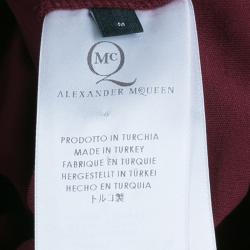 M
Mc
Q
ALEXANDER McQUEEN
PRODOTTO IN TURCHIA
MADE IN TURKEY
FABRIQUE EN TURQUIE
HERGESTELLT IN TÜRKEI
HECHO EN TURQUIA
トルコ製